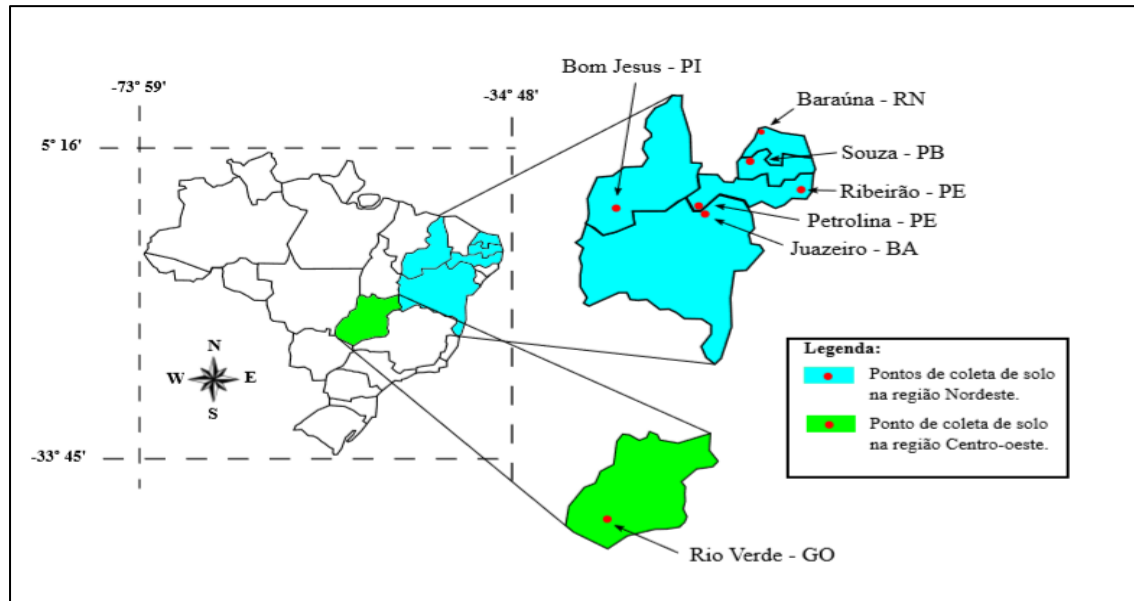 Bom Jesus - PI
-73° 59'
-34° 48'
Baraúna - RN
5° 16'
Souza - PB
Ribeirão - PE
Petrolina - PE
Juazeiro - BA
N
W
E
S
Legenda:
Pontos de coleta de solo
na região Nordeste.
Ponto de coleta de solo
na região Centro-oeste.
-33° 45'
Rio Verde - GO